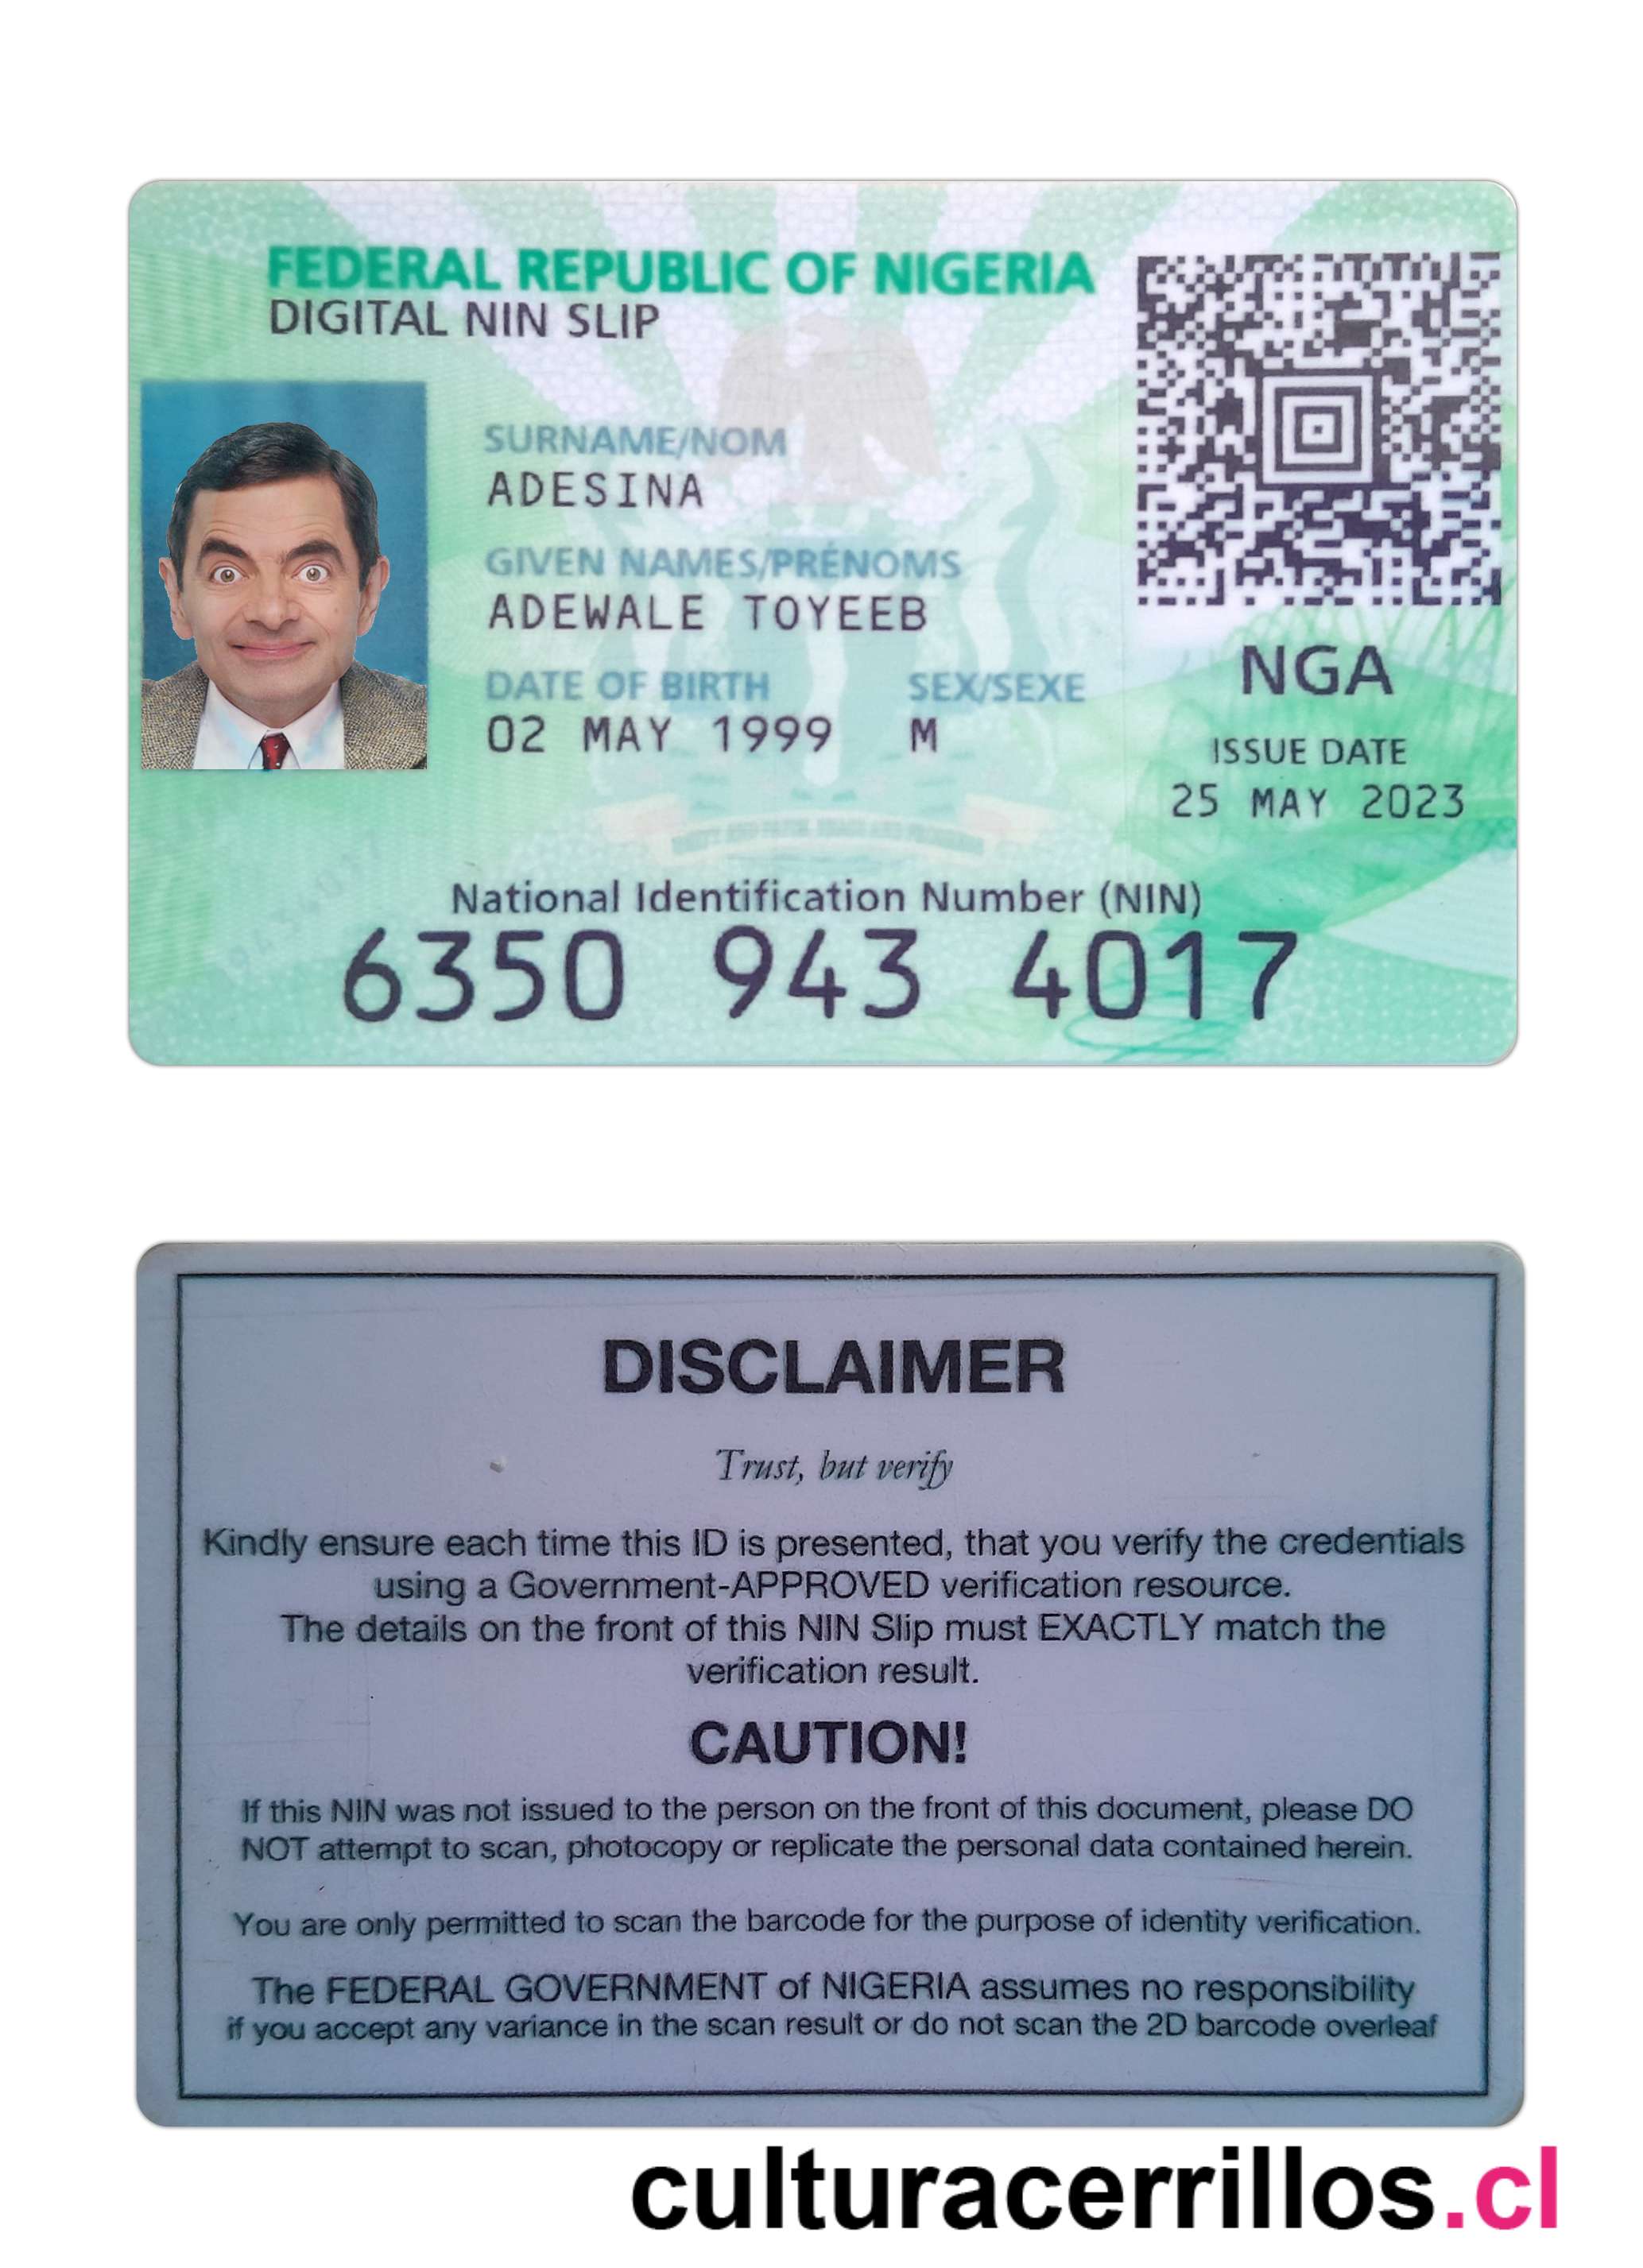 FEDERAL REPUBLIC OF NIGERIA
DIGITAL NIN SLIP
SURNAME/NOM
ADESINA
GIVEN NAMES/PRÉNOMS
ADEWALE TOYEEB
DATE OF BIRTH SEX/SEXE
02 MAY 1999 M
NGA
ISSUE DATE
25 MAY 2023
National Identification Number (NIN)
6350 943 4017
DISCLAIMER
Trust, but verify
Kindly ensure each time this ID is presented, that you verify the credentials
using a Government-APPROVED verification resource.
The details on the front of this NIN Slip must EXACTLY match the
verification result.
CAUTION!
If this NIN was not issued to the person on the front of this document, please DO
NOT attempt to scan, photocopy or replicate the personal data contained herein.
You are only permitted to scan the barcode for the purpose of identity verification.
The FEDERAL GOVERNMENT of NIGERIA assumes no responsibility
if you accept any variance in the scan result or do not scan the 2D barcode overleaf
culturacerrillos.cl